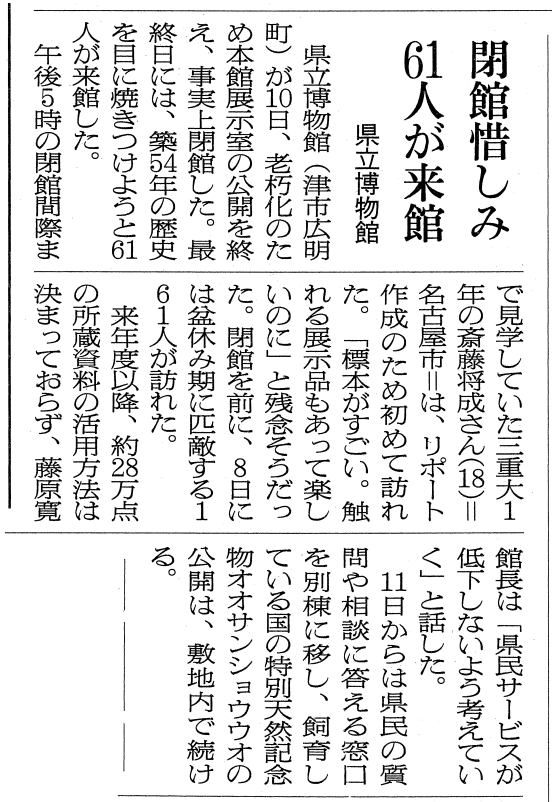 閉館惜しみ
61人が来館
県立博物館
県立博物館(津市広明
町)が10日、老朽化のた
め本館展示室の公開を終
え、事実上閉館した。最
終日には、築54年の歴史
を目に焼きつけようと61
人が来館した。
午後5時の閉館間際ま
で見学していた三重大1
年の斎藤将成さん(18)=
名古屋市=は、リポート
作成のため初めて訪れ
た。「標本がすごい。触
れる展示品もあって楽し
いのに」と残念そうだっ
た。閉館を前に、8日に
は盆休み期に匹敵する1
61人が訪れた。
来年度以降、約28万点
の所蔵資料の活用方法は
決まっておらず、藤原寛
館長は「県民サービスが
低下しないよう考えてい
く」と話した。
11日からは県民の質
問や相談に答える窓口
を別棟に移し、飼育し
ている国の特別天然記念
物オオサンショウウオの
公開は、敷地内で続け
る。